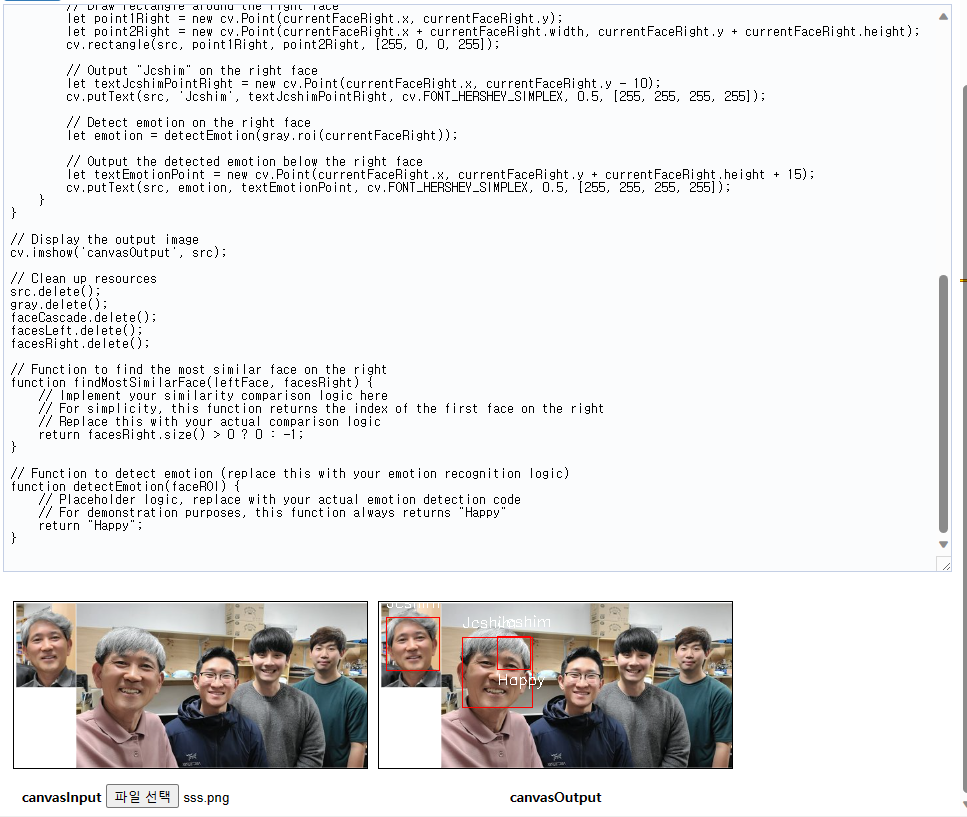 // Draw rectangle around the right face
let point1Right = new cv.Point(currentFaceRight.x, currentFaceRight.y);
let point2Right = new cv.Point(currentFaceRight.x + currentFaceRight.width, currentFaceRight.y + currentFaceRight.height);
cv.rectangle(src, point1Right, point2Right, [255, 0, 0, 255]);
// Output "Jcshim" on the right face
let textJcshimPointRight = new cv.Point(currentFaceRight.x, currentFaceRight.y - 10);
cv.putText(src, 'Jcshim', textJcshimPointRight, cv.FONT_HERSHEY_SIMPLEX, 0.5, [255, 255, 255, 255]);
// Detect emotion on the right face
let emotion = detectEmotion(gray.roi(currentFaceRight));
// Output the detected emotion below the right face
let textEmotionPoint = new cv.Point(currentFaceRight.x, currentFaceRight.y + currentFaceRight.height + 15);
cv.putText(src, emotion, textEmotionPoint, cv.FONT_HERSHEY_SIMPLEX, 0.5, [255, 255, 255, 255]);
}
}
// Display the output image
cv.imshow('canvasOutput', src);
// Clean up resources
src.delete();
gray.delete();
faceCascade.delete();
facesLeft.delete();
facesRight.delete();
// Function to find the most similar face on the right
function findMostSimilarFace(leftFace, facesRight) {
// Implement your similarity comparison logic here
// For simplicity, this function returns the index of the first face on the right
// Replace this with your actual comparison logic
return facesRight.size() > 0 ? 0 : -1;
}
// Function to detect emotion (replace this with your emotion recognition logic)
function detectEmotion(faceROI) {
// Placeholder logic, replace with your actual emotion detection code
// For demonstration purposes, this function always returns "Happy"
return "Happy";
}
Jcshim
Jcshim
Jcshim
Happy
canvasInput 파일 선택 sss.png
canvasOutput